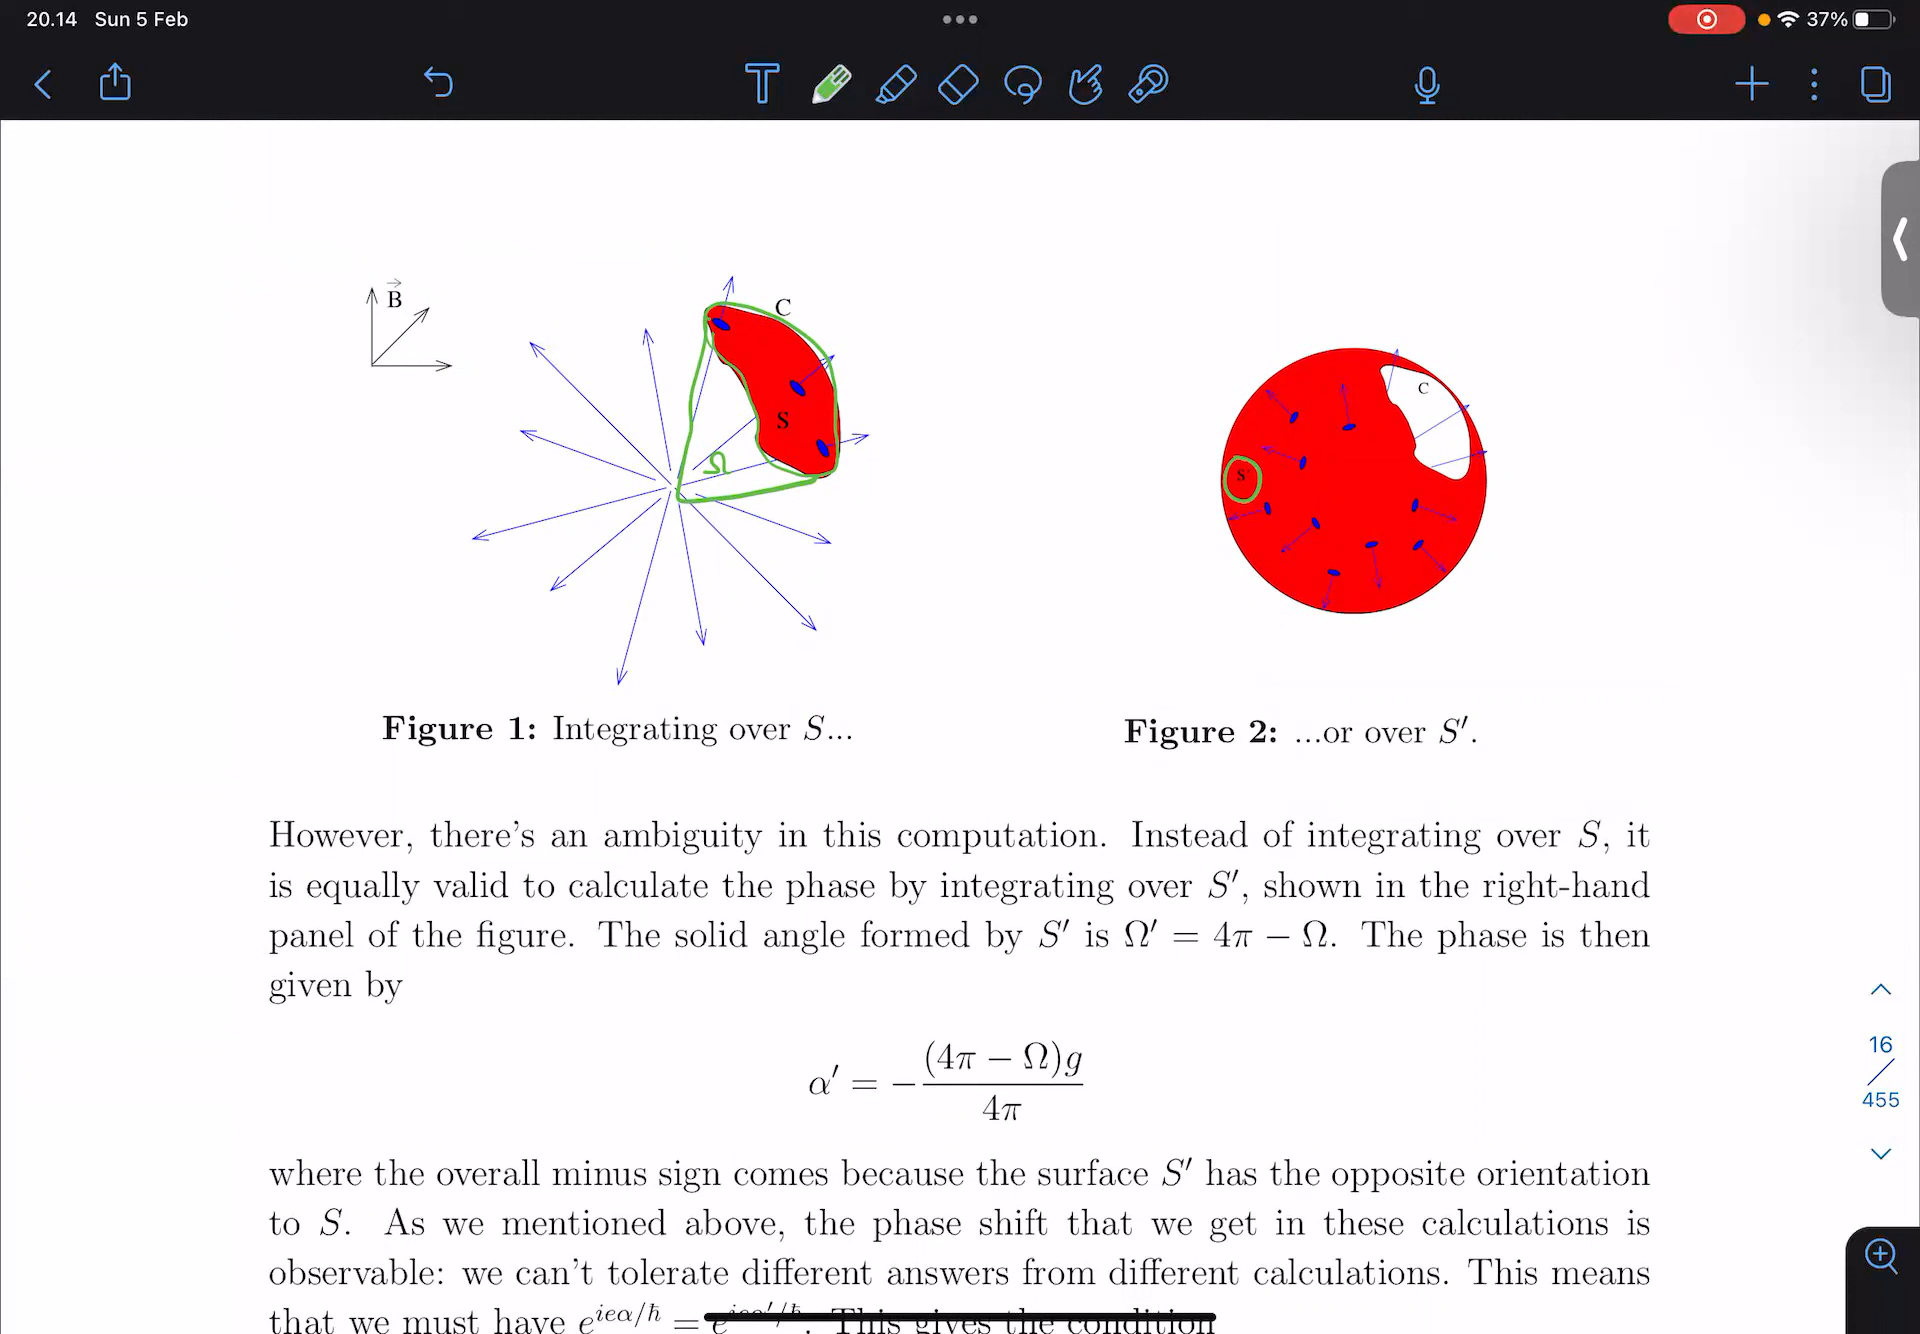 20.14 Sun 5 Feb
37%
T
B
C
S
Ω
C
S'
Figure 1: Integrating over S...
Figure 2: ...or over S′.
However, there's an ambiguity in this computation. Instead of integrating over S, it
is equally valid to calculate the phase by integrating over S′, shown in the right-hand
panel of the figure. The solid angle formed by S′ is Ω′ = 4π − Ω. The phase is then
given by
α′ = −(4π − Ω)g / 4π
where the overall minus sign comes because the surface S′ has the opposite orientation
to S. As we mentioned above, the phase shift that we get in these calculations is
observable: we can't tolerate different answers from different calculations. This means
that we must have e^{ieα/ħ} = e^{ieα′/ħ}. This gives the condition
16
455